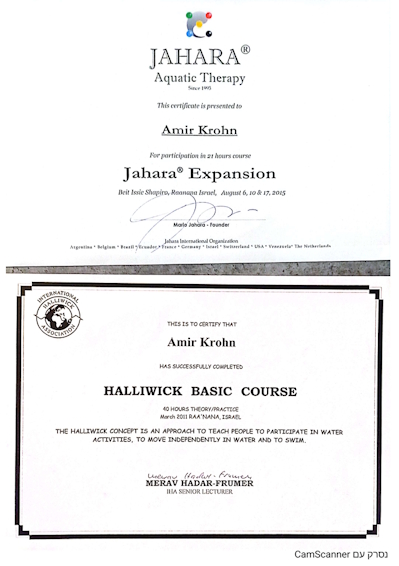 JAHARA®
Aquatic Therapy
Since 1995
This certificate is presented to
Amir Krohn
For participation in 21 hours course
Jahara® Expansion
Beit Issie Shapiro, Raanana Israel, August 6, 10 & 17, 2015
Mario Jahara - Founder
Jahara International Organization
Argentina * Belgium * Brazil * Ecuador * France * Germany * Israel * Switzerland * USA * Venezuela * The Netherlands
INTERNATIONAL HALLIWICK ASSOCIATION
THIS IS TO CERTIFY THAT
Amir Krohn
HAS SUCCESSFULLY COMPLETED
HALLIWICK BASIC COURSE
40 HOURS THEORY/PRACTICE
March 2011 RAA'NANA, ISRAEL
THE HALLIWICK CONCEPT IS AN APPROACH TO TEACH PEOPLE TO PARTICIPATE IN WATER
ACTIVITIES, TO MOVE INDEPENDENTLY IN WATER AND TO SWIM.
Merav Hadar-Frumer
MERAV HADAR-FRUMER
IHA SENIOR LECTURER
נסרק עם CamScanner